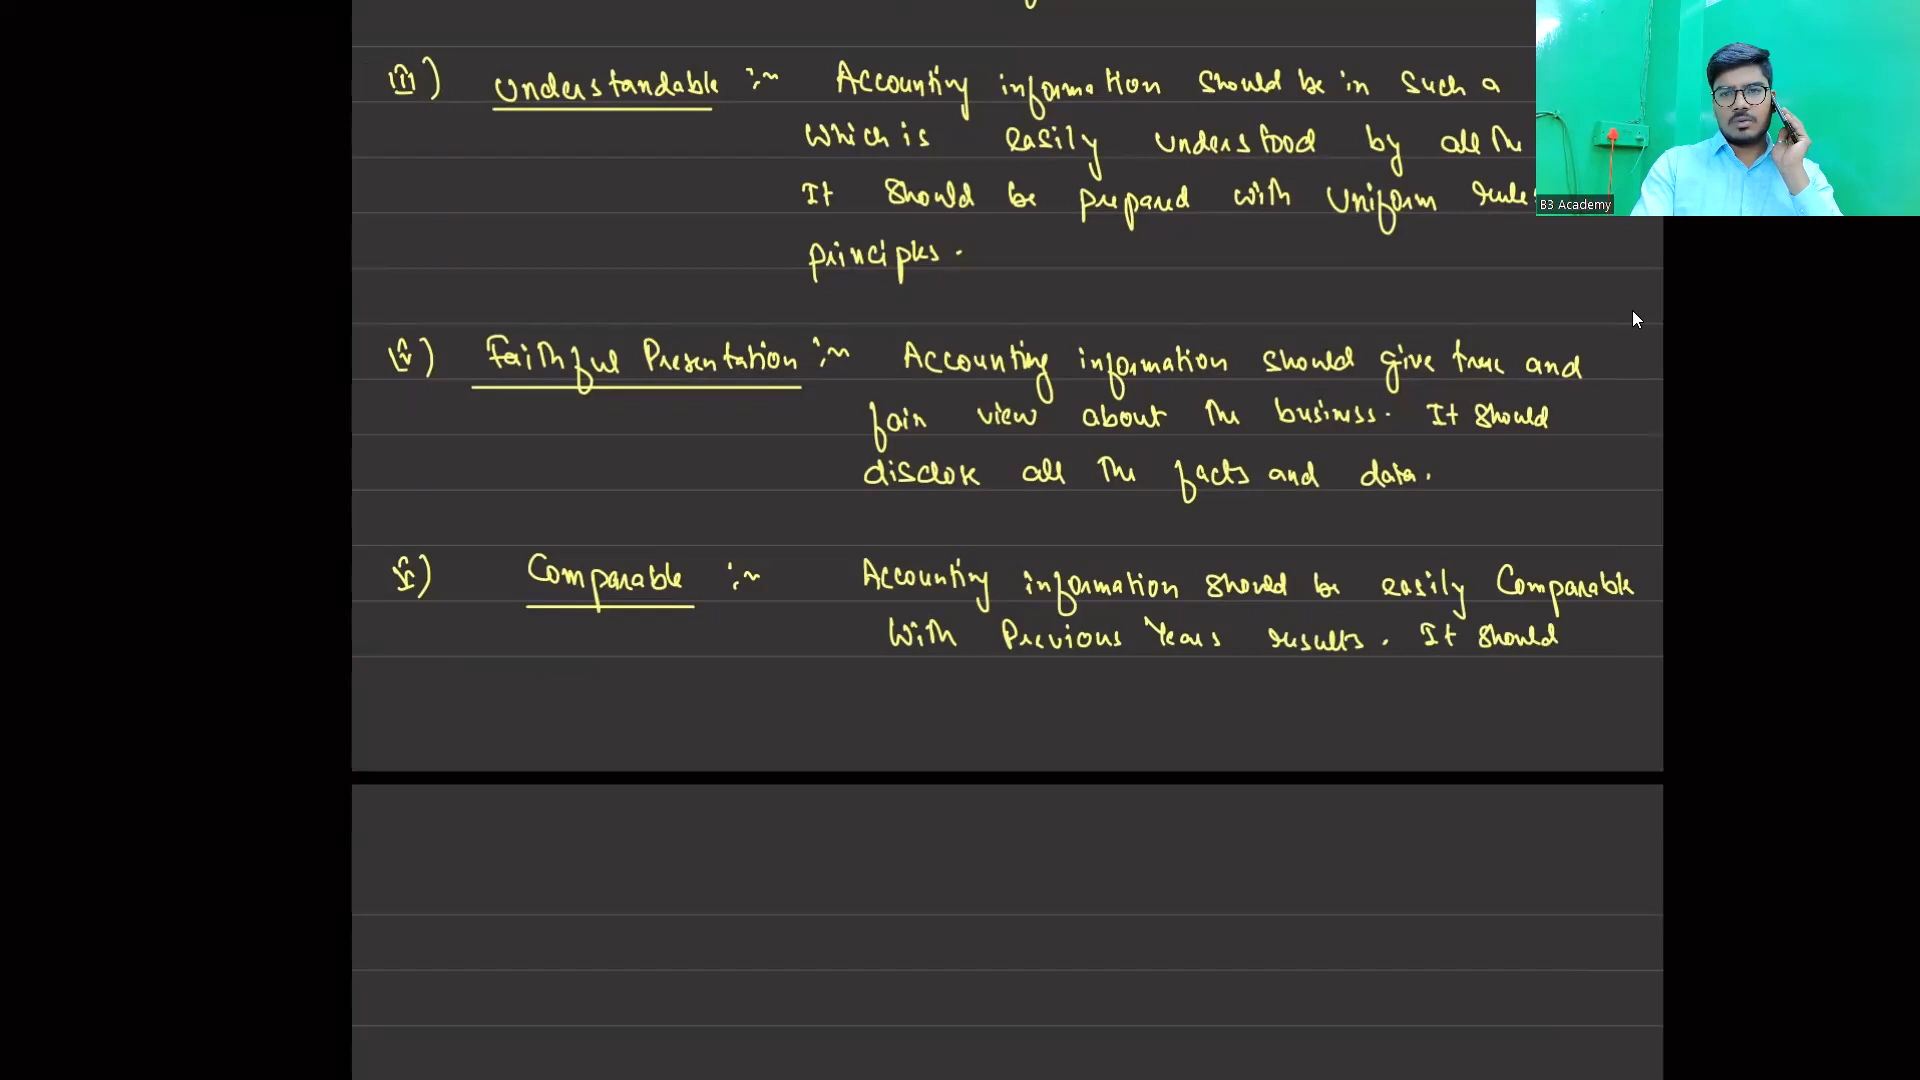 iii) Understandable :~ Accounting information should be in such a
which is easily understood by all the
It should be prepared with uniform rules
principles.
iv) Faithful Presentation :~ Accounting information should give true and
fair view about the business. It should
disclose all the facts and data.
v) Comparable :~ Accounting information should be easily Comparable
With Previous Years results. It should
B3 Academy